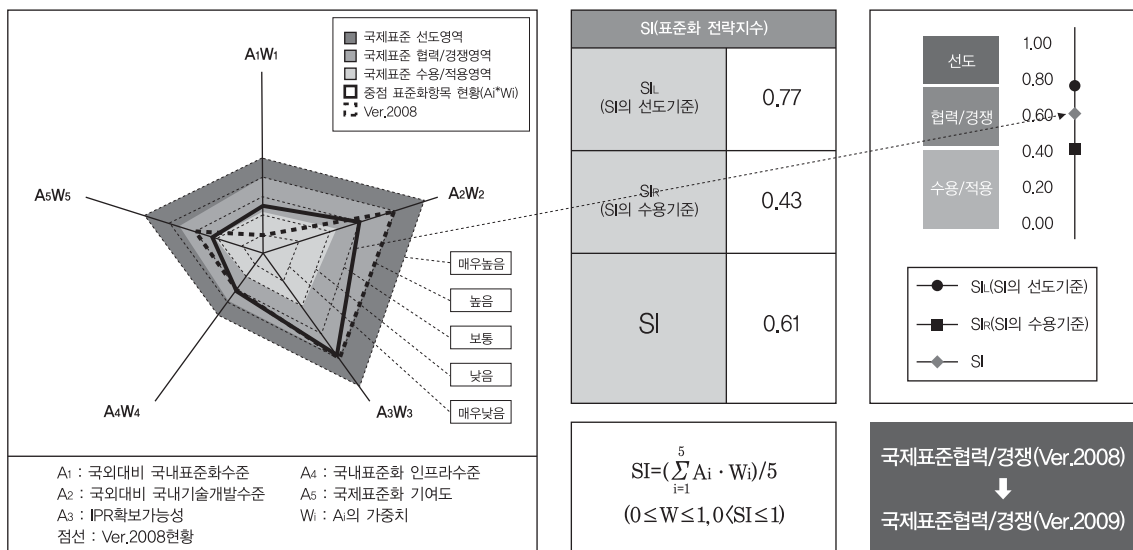 국제표준 선도영역
국제표준 협력/경쟁영역
국제표준 수용/적용영역
중점 표준화항목 현황(Ai*Wi)
Ver.2008
A1W1
A2W2
A3W3
A4W4
A5W5
매우높음
높음
보통
낮음
매우낮음
A1 : 국외대비 국내표준화수준
A2 : 국외대비 국내기술개발수준
A3 : IPR확보가능성
점선 : Ver.2008현황
A4 : 국내표준화 인프라수준
A5 : 국제표준화 기여도
Wi : Ai의 가중치
SI(표준화 전략지수)
SIL
(SI의 선도기준)
0.77
SIR
(SI의 수용기준)
0.43
SI
0.61
SI=(5∑i=1 Ai · Wi)/5
(0≤W≤1, 0〈SI≤1)
선도
협력/경쟁
수용/적용
1.00
0.80
0.60
0.40
0.20
0.00
SIL(SI의 선도기준)
SIR(SI의 수용기준)
SI
국제표준협력/경쟁(Ver.2008)
국제표준협력/경쟁(Ver.2009)